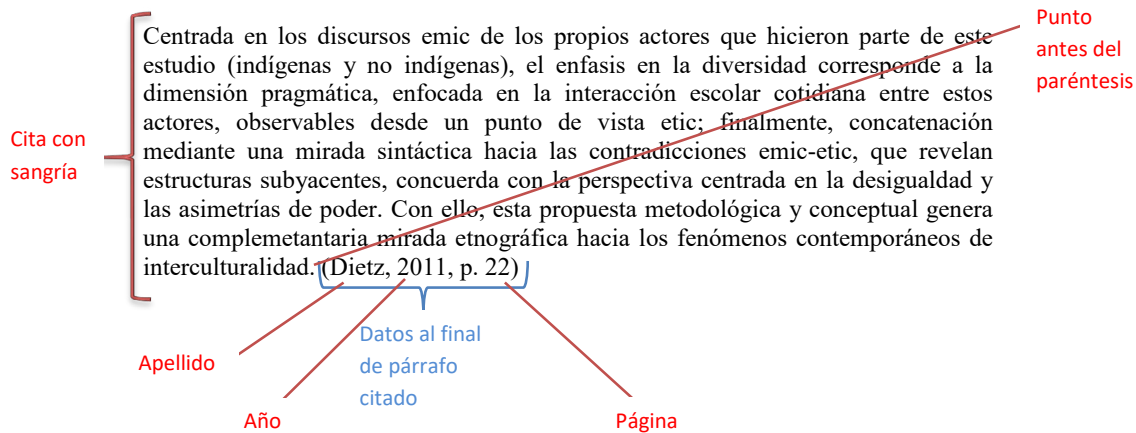 Punto
antes del
paréntesis
Centrada en los discursos emic de los propios actores que hicieron parte de este
estudio (indígenas y no indígenas), el enfasis en la diversidad corresponde a la
dimensión pragmática, enfocada en la interacción escolar cotidiana entre estos
actores, observables desde un punto de vista etic; finalmente, concatenación
mediante una mirada sintáctica hacia las contradicciones emic-etic, que revelan
estructuras subyacentes, concuerda con la perspectiva centrada en la desigualdad y
las asimetrías de poder. Con ello, esta propuesta metodológica y conceptual genera
una complemetantaria mirada etnográfica hacia los fenómenos contemporáneos de
interculturalidad. (Dietz, 2011, p. 22)
Cita con
sangría
Datos al final
de párrafo
citado
Apellido
Año
Página